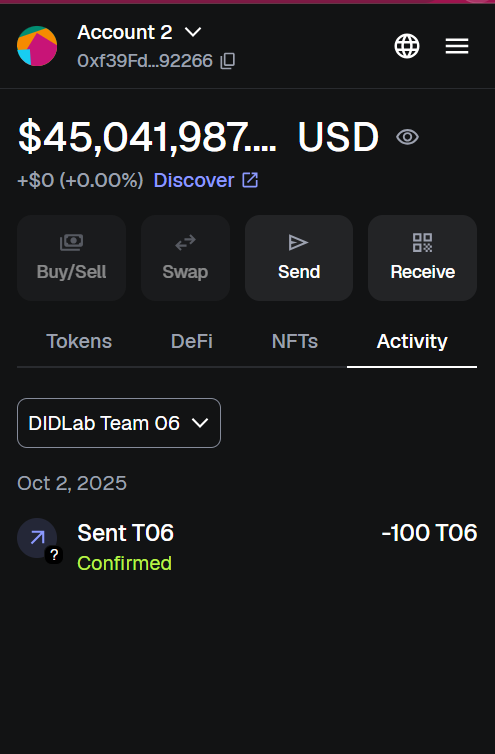 Account 2
0xf39Fd...92266
$45,041,987.... USD
+$0 (+0.00%) Discover
Buy/Sell
Swap
Send
Receive
Tokens
DeFi
NFTs
Activity
DIDLab Team 06
Oct 2, 2025
Sent T06
-100 T06
?
Confirmed